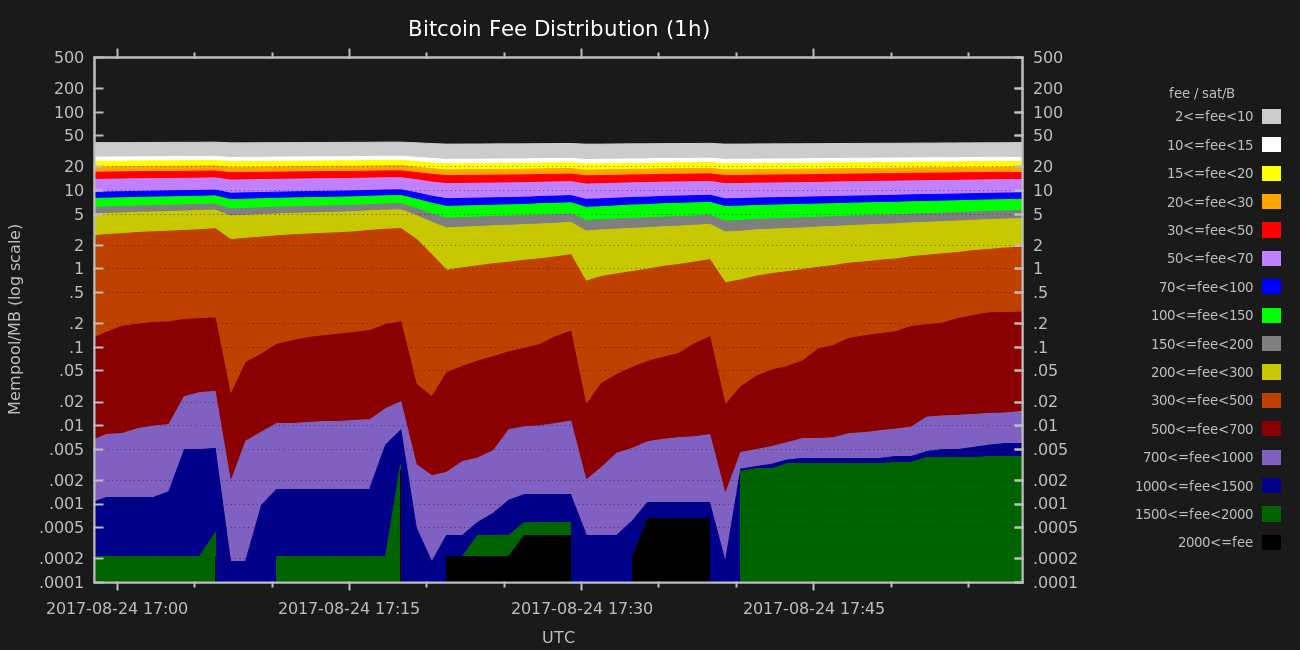 Bitcoin Fee Distribution (1h)
Mempool/MB (log scale)
500
200
100
50
20
10
5
2
1
.5
.2
.1
.05
.02
.01
.005
.002
.001
.0005
.0002
.0001
500
200
100
50
20
10
5
2
1
.5
.2
.1
.05
.02
.01
.005
.002
.001
.0005
.0002
.0001
2017-08-24 17:00
2017-08-24 17:15
2017-08-24 17:30
2017-08-24 17:45
UTC
fee / sat/B
2<=fee<10
10<=fee<15
15<=fee<20
20<=fee<30
30<=fee<50
50<=fee<70
70<=fee<100
100<=fee<150
150<=fee<200
200<=fee<300
300<=fee<500
500<=fee<700
700<=fee<1000
1000<=fee<1500
1500<=fee<2000
2000<=fee